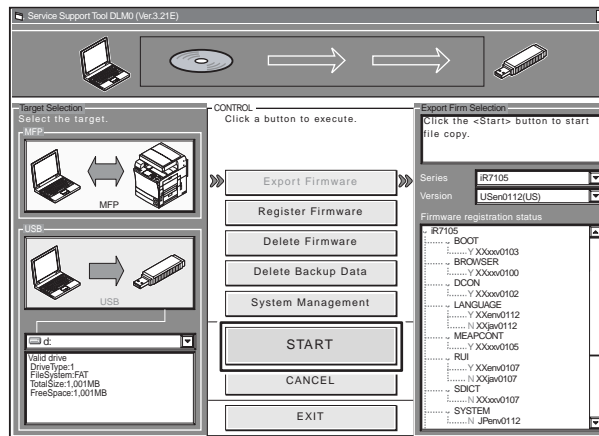 Service Support Tool DLM0 (Ver.3.21E)
Target Selection
Select the target.
MFP
MFP
USB
USB
d:
Valid drive
DriveType:1
FileSystem:FAT
TotalSize:1,001MB
FreeSpace:1,001MB
CONTROL
Click a button to execute.
Export Firmware
Register Firmware
Delete Firmware
Delete Backup Data
System Management
START
CANCEL
EXIT
Export Firm Selection
Click the <Start> button to start
file copy.
Series iR7105
Version USen0112(US)
Firmware registration status
iR7105
BOOT
Y XXxxv0103
BROWSER
Y XXxxv0100
DCON
Y XXxxv0102
LANGUAGE
Y XXenv0112
N XXjav0112
MEAPCONT
Y XXxxv0105
RUI
Y XXenv0107
N XXjav0107
SDICT
N XXxxv0107
SYSTEM
N JPenv0112